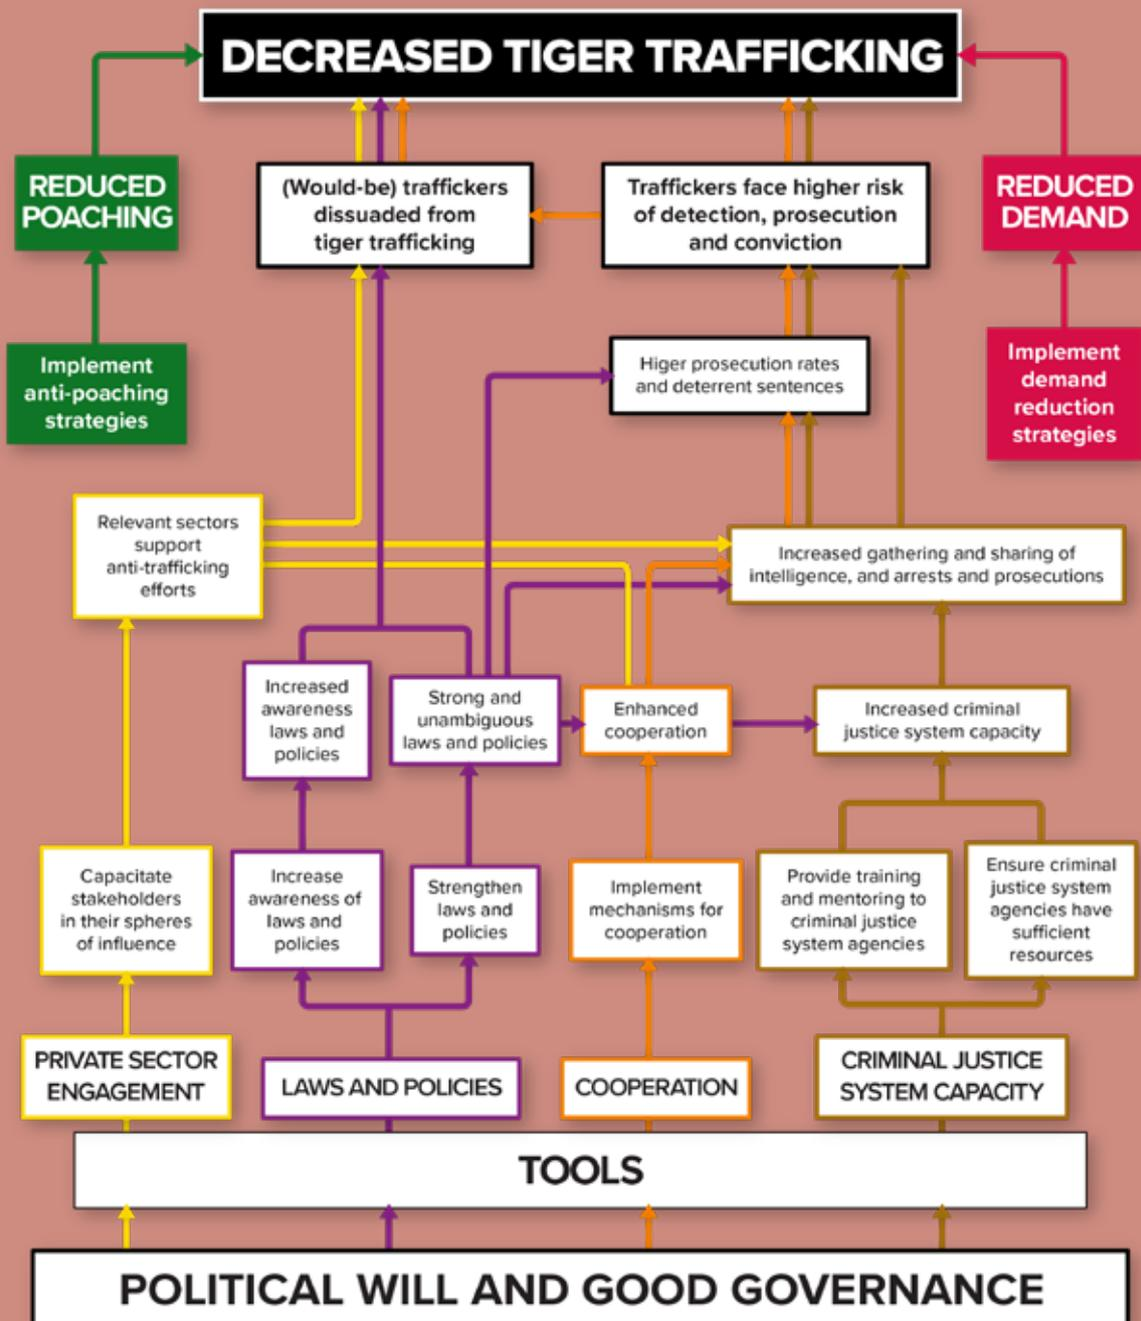 DECREASED TIGER TRAFFICKING
REDUCED
POACHING
(Would-be) traffickers
dissuaded from
tiger trafficking
Traffickers face higher risk
of detection, prosecution
and conviction
REDUCED
DEMAND
Implement
anti-poaching
strategies
Higer prosecution rates
and deterrent sentences
Implement
demand
reduction
strategies
Relevant sectors
support
anti-trafficking
efforts
Increased gathering and sharing of
intelligence, and arrests and prosecutions
Increased
awareness
laws and
policies
Strong and
unambiguous
laws and policies
Enhanced
cooperation
Increased criminal
justice system capacity
Capacitate
stakeholders
in their spheres
of influence
Increase
awareness of
laws and
policies
Strengthen
laws and
policies
Implement
mechanisms for
cooperation
Provide training
and mentoring to
criminal justice
system agencies
Ensure criminal
justice system
agencies have
sufficient
resources
PRIVATE SECTOR
ENGAGEMENT
LAWS AND POLICIES
COOPERATION
CRIMINAL JUSTICE
SYSTEM CAPACITY
TOOLS
POLITICAL WILL AND GOOD GOVERNANCE